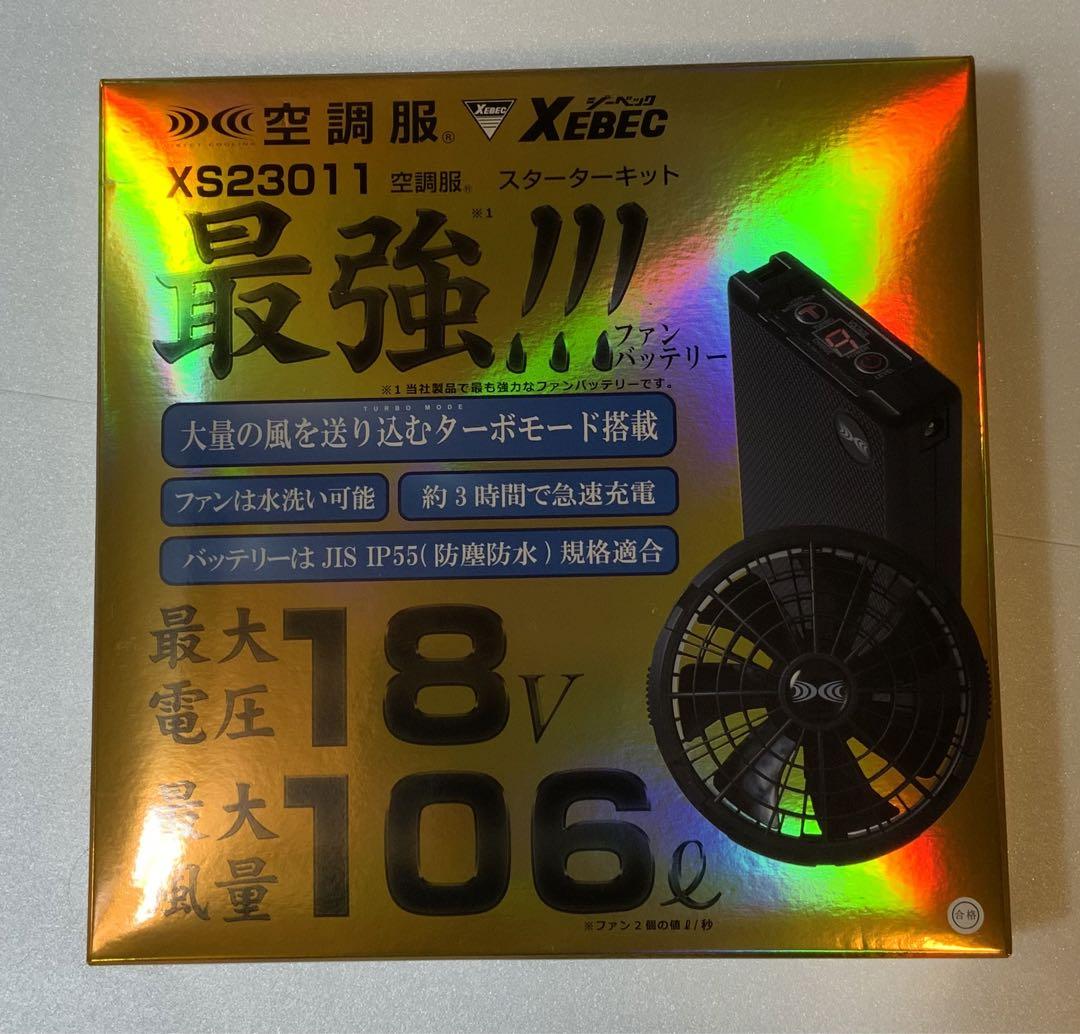 空調服® XEBEC ジーベック XEBEC
DIRECT COOLING
XS23011 空調服® スターターキット
最強!!! ※1
ファン
バッテリー
※1 当社製品で最も強力なファンバッテリーです。
TURBO MODE
大量の風を送り込むターボモード搭載
ファンは水洗い可能 約3時間で急速充電
バッテリーは JIS IP55(防塵防水)規格適合
最大電圧 18V
最大風量 106ℓ
※ファン2個の値 ℓ/秒
合格